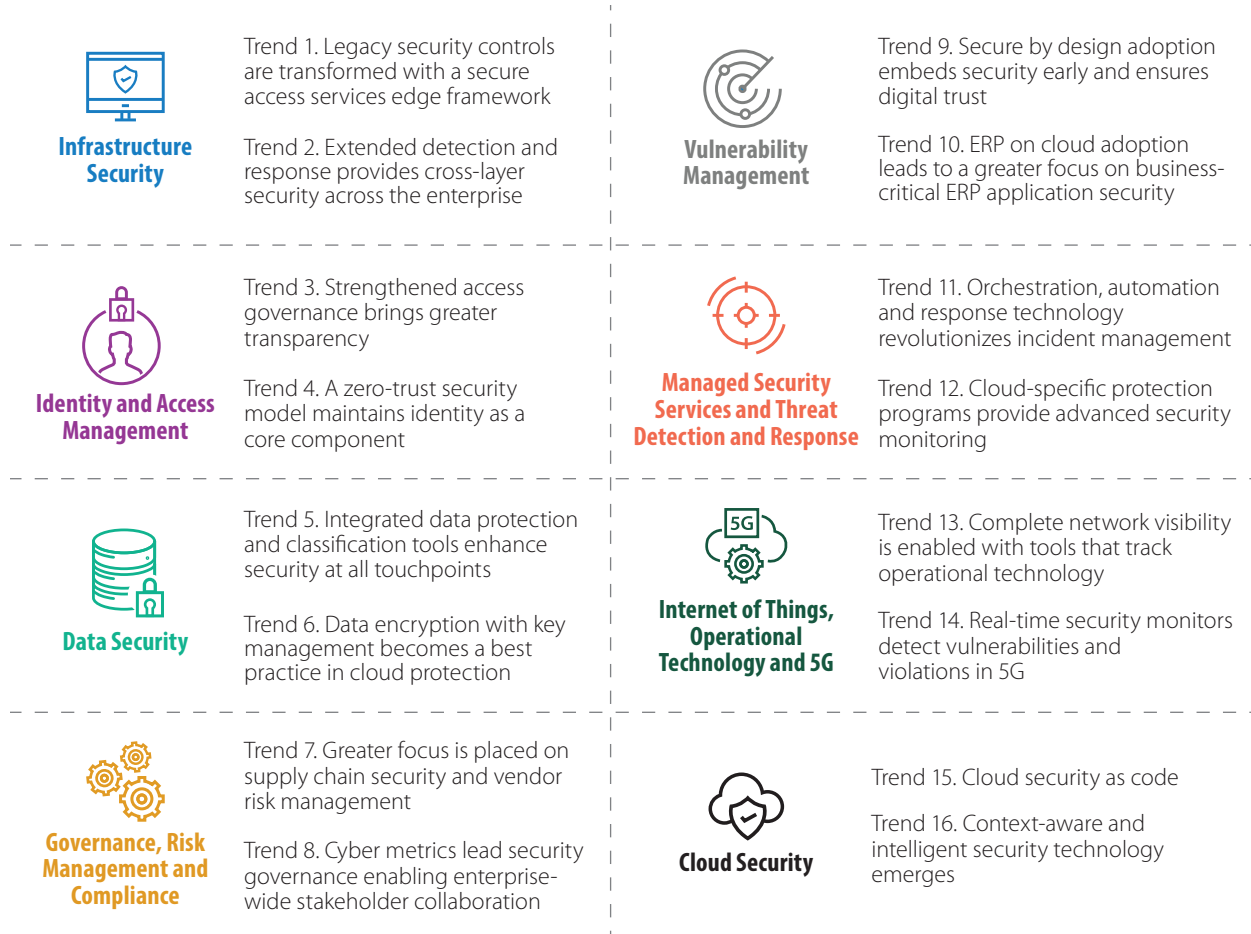 Infrastructure
Security
Trend 1. Legacy security controls
are transformed with a secure
access services edge framework
Trend 2. Extended detection and
response provides cross-layer
security across the enterprise
Identity and Access
Management
Trend 3. Strengthened access
governance brings greater
transparency
Trend 4. A zero-trust security
model maintains identity as a
core component
Data Security
Trend 5. Integrated data protection
and classification tools enhance
security at all touchpoints
Trend 6. Data encryption with key
management becomes a best
practice in cloud protection
Governance, Risk
Management and
Compliance
Trend 7. Greater focus is placed on
supply chain security and vendor
risk management
Trend 8. Cyber metrics lead security
governance enabling enterprise-
wide stakeholder collaboration
Vulnerability
Management
Trend 9. Secure by design adoption
embeds security early and ensures
digital trust
Trend 10. ERP on cloud adoption
leads to a greater focus on business-
critical ERP application security
Managed Security
Services and Threat
Detection and Response
Trend 11. Orchestration, automation
and response technology
revolutionizes incident management
Trend 12. Cloud-specific protection
programs provide advanced security
monitoring
5G
Internet of Things,
Operational
Technology and 5G
Trend 13. Complete network visibility
is enabled with tools that track
operational technology
Trend 14. Real-time security monitors
detect vulnerabilities and
violations in 5G
Cloud Security
Trend 15. Cloud security as code
Trend 16. Context-aware and
intelligent security technology
emerges